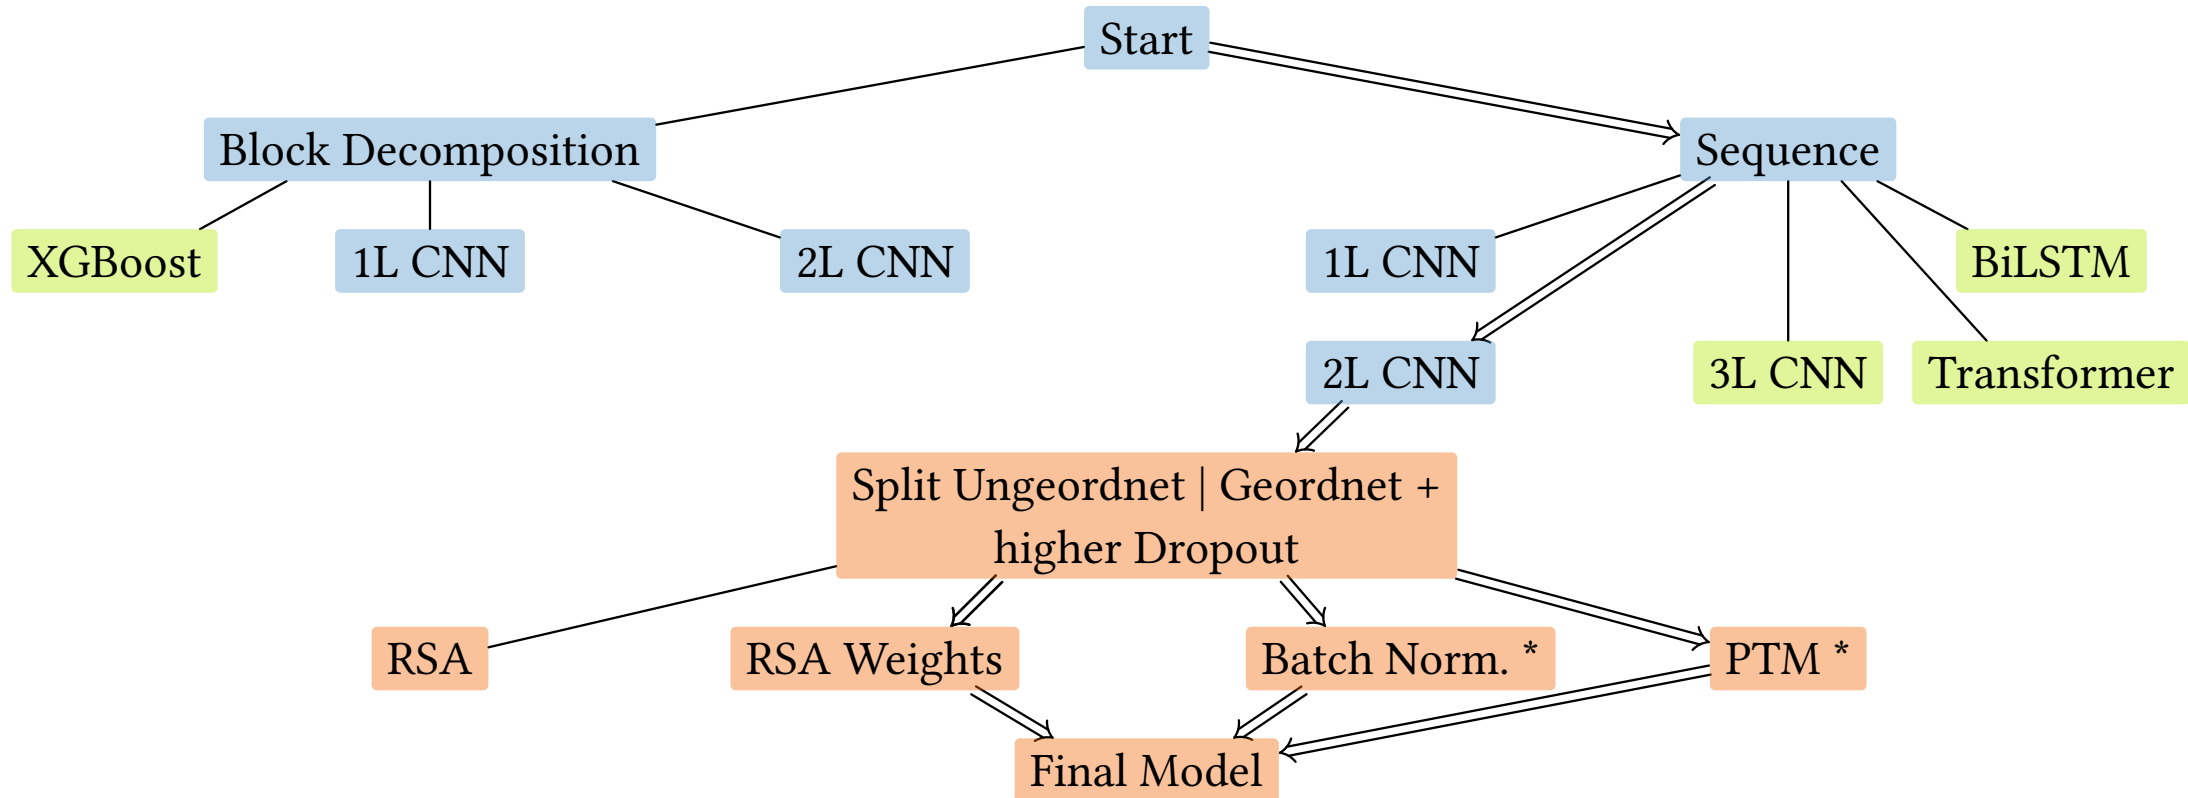 Start
Block Decomposition
Sequence
XGBoost
1L CNN
2L CNN
1L CNN
BiLSTM
2L CNN
3L CNN
Transformer
Split Ungeordnet | Geordnet +
higher Dropout
RSA
RSA Weights
Batch Norm. *
PTM *
Final Model